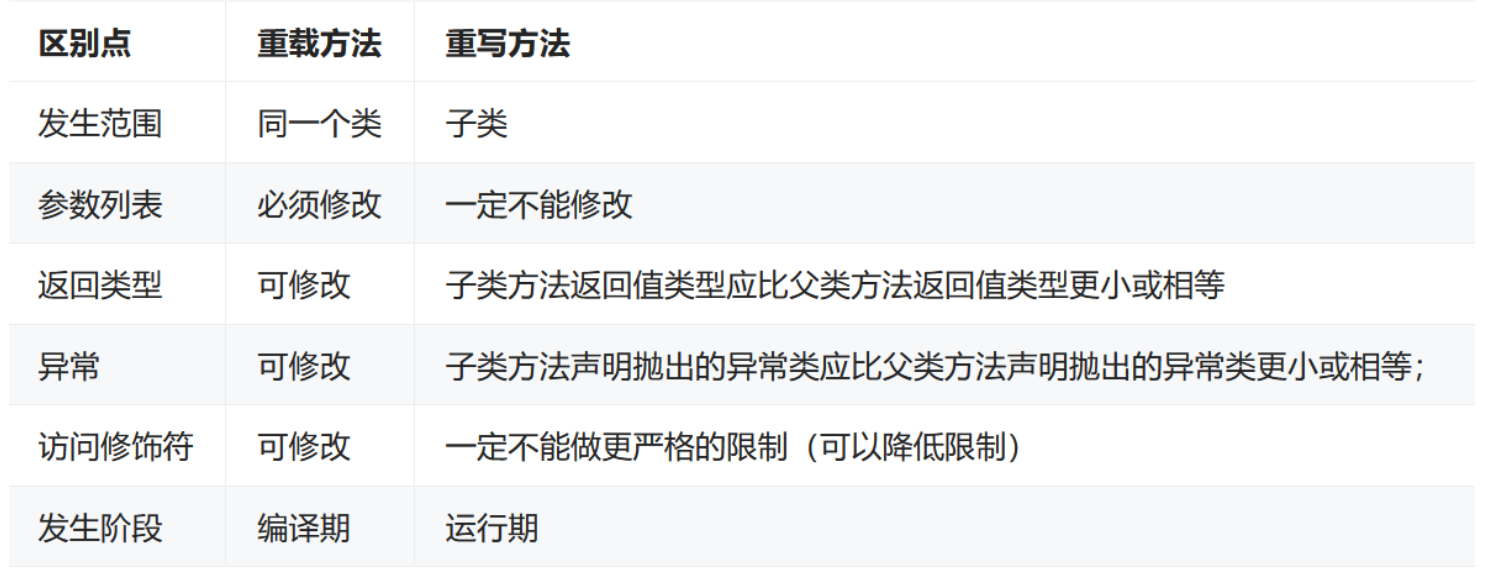 区别点 重载方法 重写方法
发生范围 同一个类 子类
参数列表 必须修改 一定不能修改
返回类型 可修改 子类方法返回值类型应比父类方法返回值类型更小或相等
异常 可修改 子类方法声明抛出的异常类应比父类方法声明抛出的异常类更小或相等；
访问修饰符 可修改 一定不能做更严格的限制（可以降低限制）
发生阶段 编译期 运行期